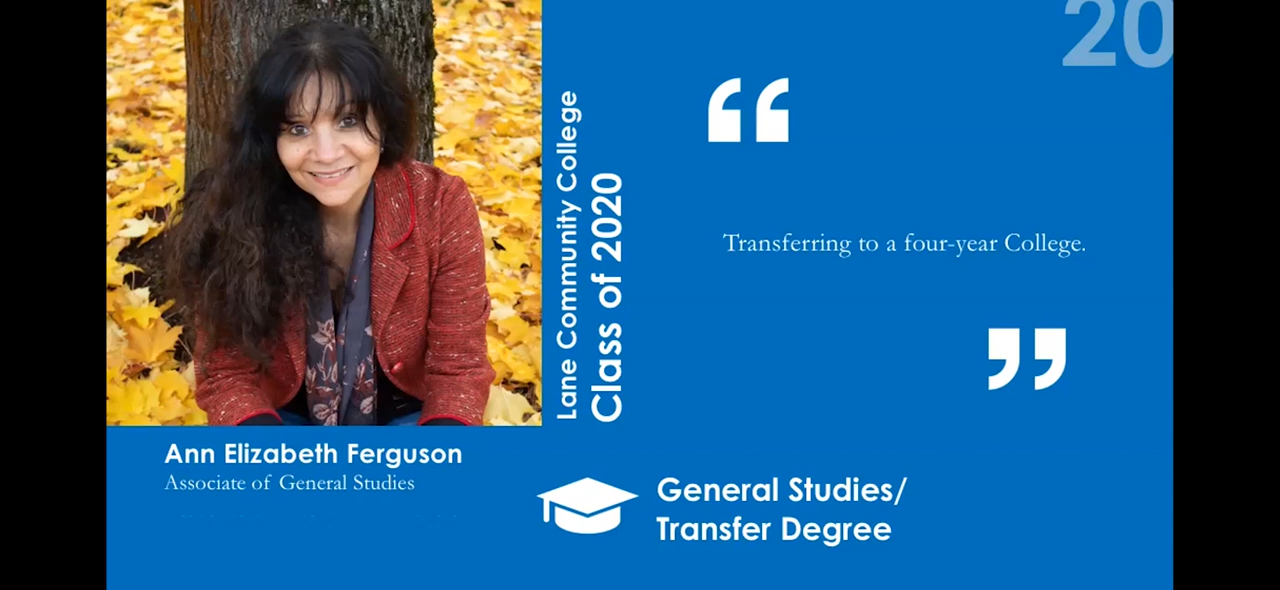 20
Lane Community College
Class of 2020
“
Transferring to a four-year College.
”
Ann Elizabeth Ferguson
Associate of General Studies
General Studies/
Transfer Degree